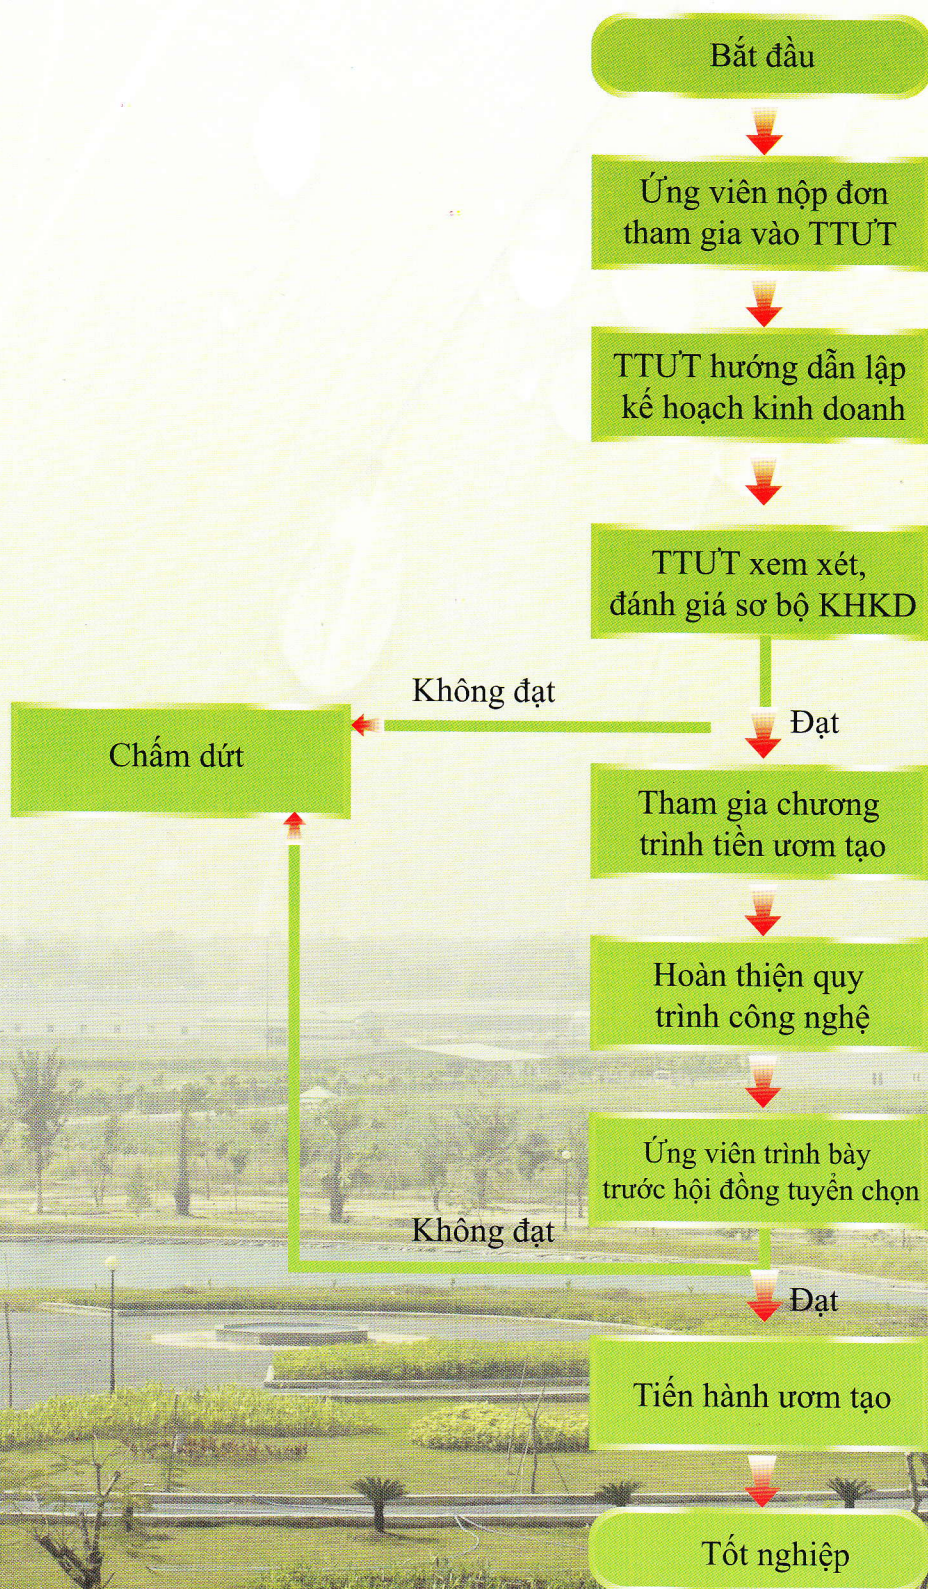 Bắt đầu
Ứng viên nộp đơn
tham gia vào TTƯT
TTƯT hướng dẫn lập
kế hoạch kinh doanh
TTƯT xem xét,
đánh giá sơ bộ KHKD
Không đạt
Đạt
Chấm dứt
Tham gia chương
trình tiền ươm tạo
Hoàn thiện quy
trình công nghệ
Ứng viên trình bày
trước hội đồng tuyển chọn
Không đạt
Đạt
Tiến hành ươm tạo
Tốt nghiệp